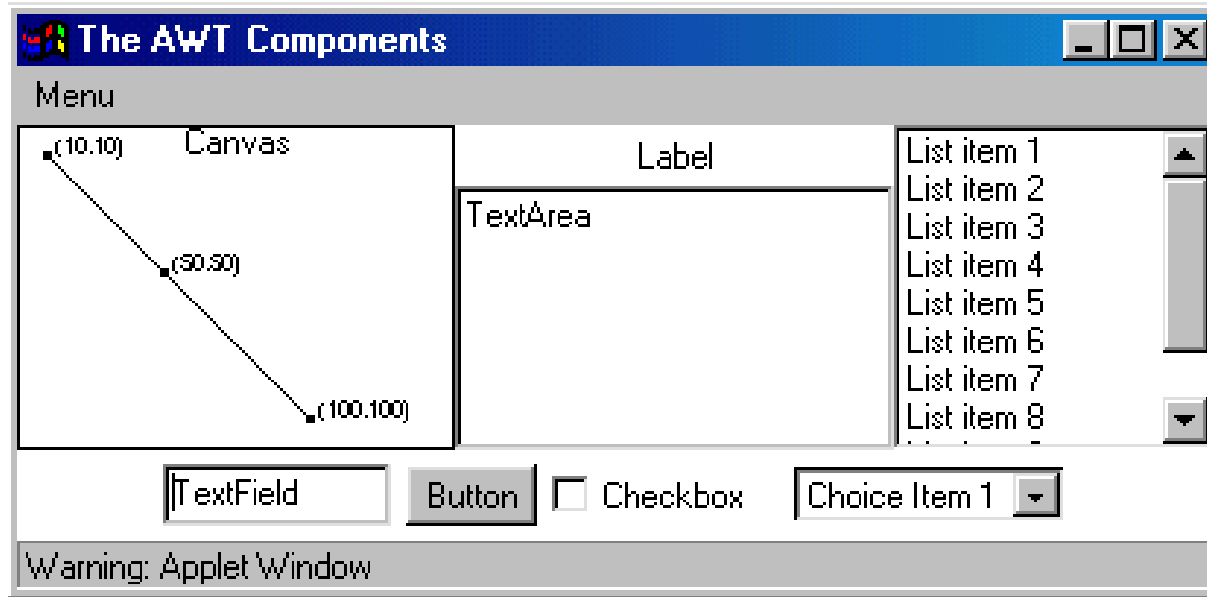 The AWT Components
Menu
Canvas
(10.10)
(50.50)
(100.100)
Label
TextArea
List item 1
List item 2
List item 3
List item 4
List item 5
List item 6
List item 7
List item 8
TextField
Button
Checkbox
Choice Item 1
Warning: Applet Window